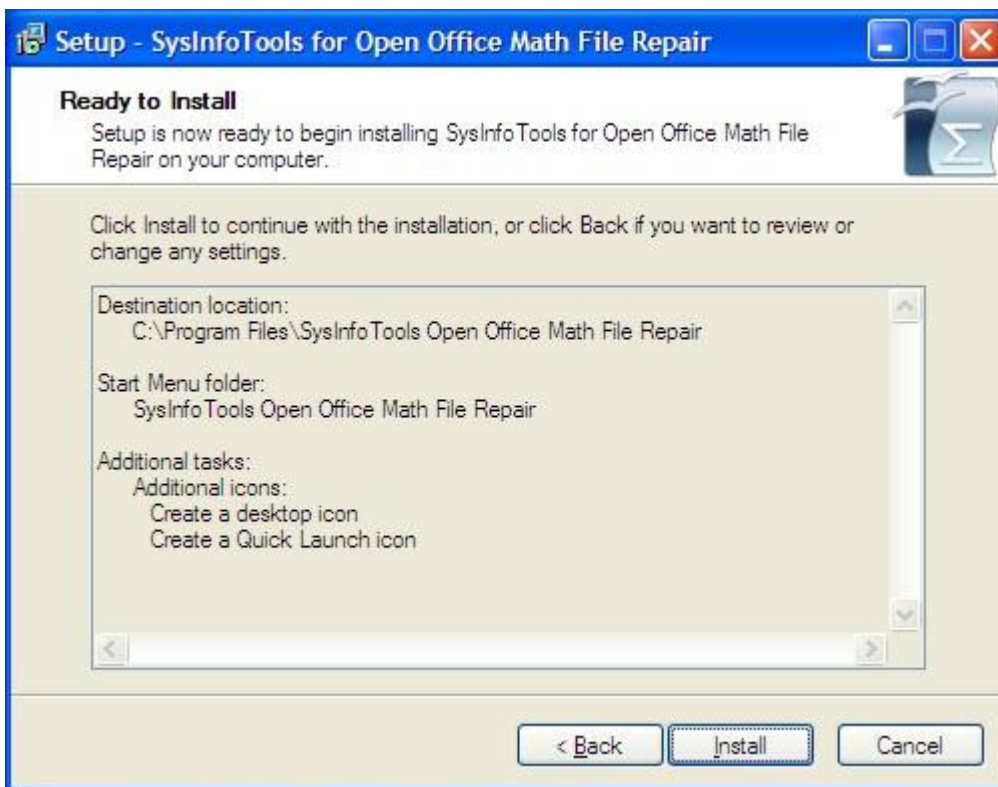 Setup - SysInfoTools for Open Office Math File Repair
Ready to Install
Setup is now ready to begin installing SysInfoTools for Open Office Math File
Repair on your computer.
Click Install to continue with the installation, or click Back if you want to review or
change any settings.
Destination location:
C:\Program Files\SysInfoTools Open Office Math File Repair
Start Menu folder:
SysInfoTools Open Office Math File Repair
Additional tasks:
Additional icons:
Create a desktop icon
Create a Quick Launch icon
< Back
Install
Cancel